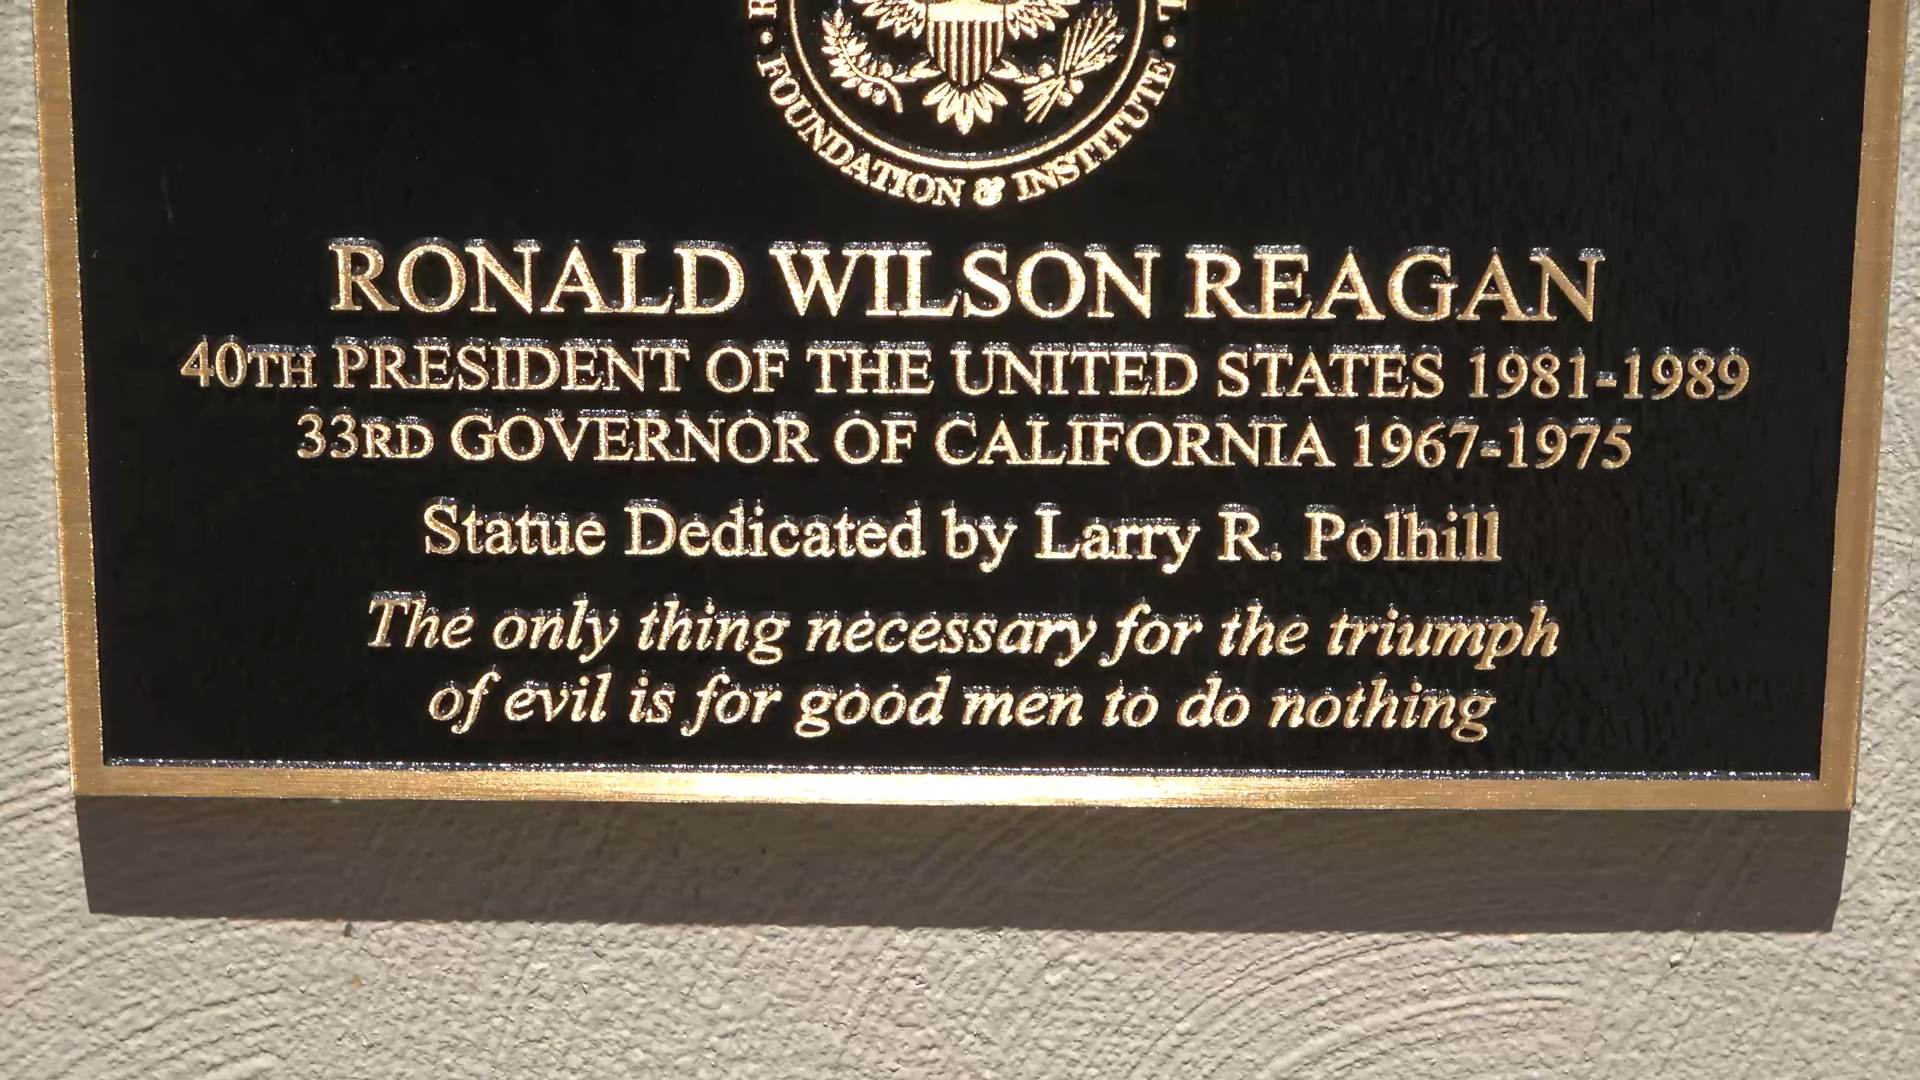 FOUNDATION & INSTITUTE
RONALD WILSON REAGAN
40TH PRESIDENT OF THE UNITED STATES 1981-1989
33RD GOVERNOR OF CALIFORNIA 1967-1975
Statue Dedicated by Larry R. Polhill
The only thing necessary for the triumph
of evil is for good men to do nothing